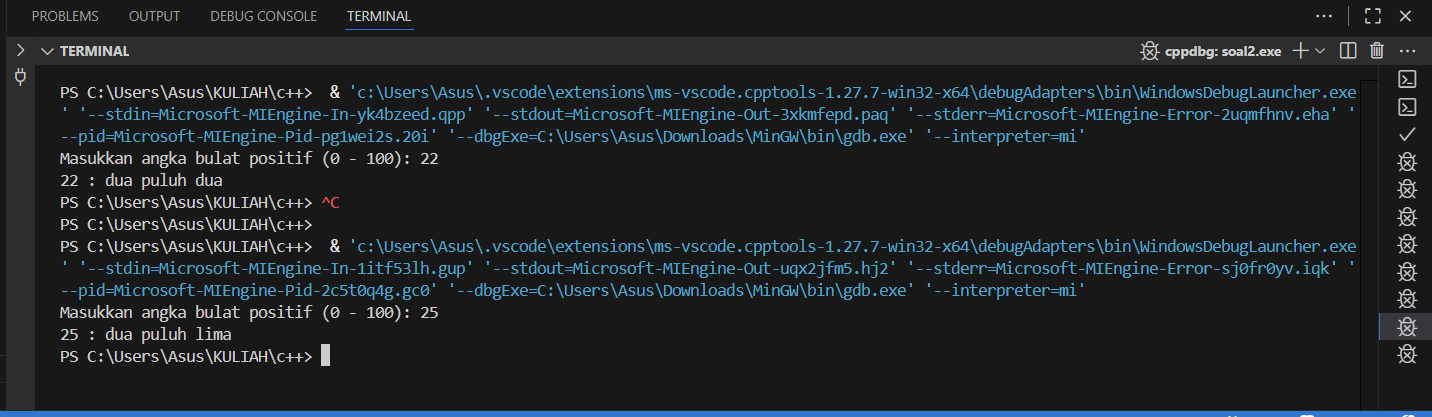 PROBLEMS OUTPUT DEBUG CONSOLE TERMINAL
TERMINAL cppdbg: soal2.exe
PS C:\Users\Asus\KULIAH\c++>  & 'c:\Users\Asus\.vscode\extensions\ms-vscode.cpptools-1.27.7-win32-x64\debugAdapters\bin\WindowsDebugLauncher.exe
' '--stdin=Microsoft-MIEngine-In-yk4bzeed.qpp' '--stdout=Microsoft-MIEngine-Out-3xkmfepd.paq' '--stderr=Microsoft-MIEngine-Error-2uqmfhnv.eha' '
--pid=Microsoft-MIEngine-Pid-pg1wei2s.20i' '--dbgExe=C:\Users\Asus\Downloads\MinGW\bin\gdb.exe' '--interpreter=mi'
Masukkan angka bulat positif (0 - 100): 22
22 : dua puluh dua
PS C:\Users\Asus\KULIAH\c++> ^C
PS C:\Users\Asus\KULIAH\c++>
PS C:\Users\Asus\KULIAH\c++>  & 'c:\Users\Asus\.vscode\extensions\ms-vscode.cpptools-1.27.7-win32-x64\debugAdapters\bin\WindowsDebugLauncher.exe
' '--stdin=Microsoft-MIEngine-In-1itf53lh.gup' '--stdout=Microsoft-MIEngine-Out-uqx2jfm5.hj2' '--stderr=Microsoft-MIEngine-Error-sj0fr0yv.iqk' '
--pid=Microsoft-MIEngine-Pid-2c5t0q4g.gc0' '--dbgExe=C:\Users\Asus\Downloads\MinGW\bin\gdb.exe' '--interpreter=mi'
Masukkan angka bulat positif (0 - 100): 25
25 : dua puluh lima
PS C:\Users\Asus\KULIAH\c++>